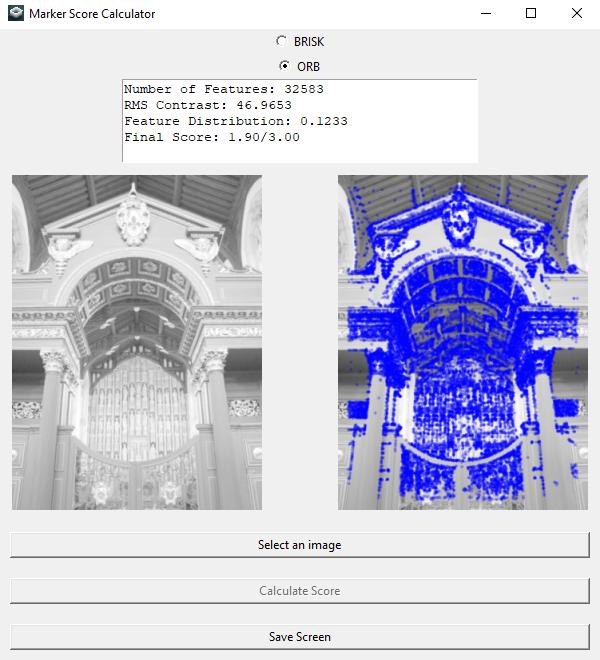 Marker Score Calculator
BRISK
ORB
Number of Features: 32583
RMS Contrast: 46.9653
Feature Distribution: 0.1233
Final Score: 1.90/3.00
Select an image
Calculate Score
Save Screen